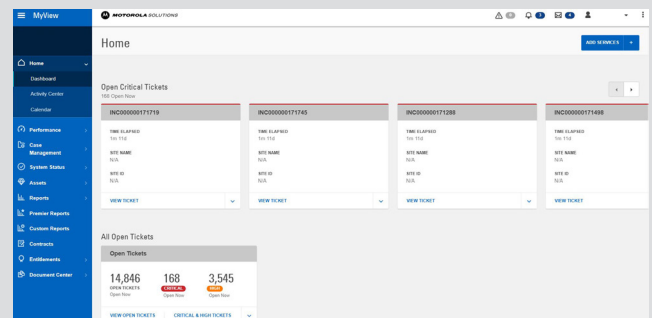 MyView
MOTOROLA SOLUTIONS
Home
ADD SERVICES +
Home
Dashboard
Activity Center
Calendar
Performance
Case
Management
System Status
Assets
Reports
Premier Reports
Custom Reports
Contracts
Entitlements
Document Center
Open Critical Tickets
168 Open Now
INC000000171719
TIME ELAPSED
1m 11d
SITE NAME
N/A
SITE ID
N/A
VIEW TICKET
INC000000171745
TIME ELAPSED
1m 11d
SITE NAME
N/A
SITE ID
N/A
VIEW TICKET
INC000000171288
TIME ELAPSED
1m 11d
SITE NAME
N/A
SITE ID
N/A
VIEW TICKET
INC000000171498
TIME ELAPSED
1m 11d
SITE NAME
N/A
SITE ID
N/A
VIEW TICKET
All Open Tickets
Open Tickets
14,846 168 3,545
OPEN TICKETS CRITICAL HIGH
Open Now Open Now Open Now
VIEW OPEN TICKETS CRITICAL & HIGH TICKETS